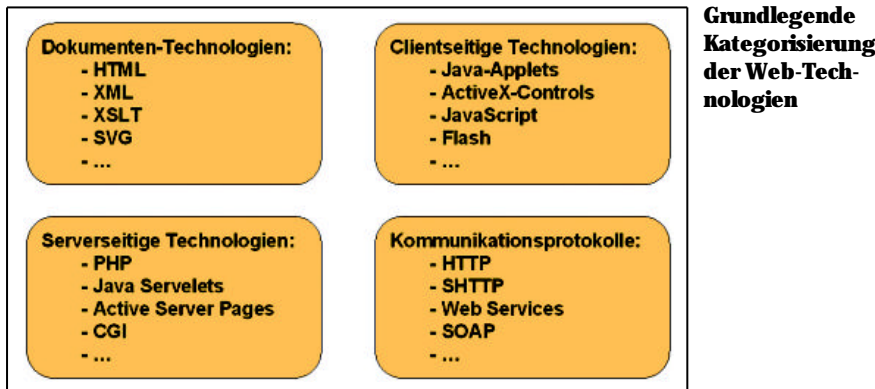 Dokumenten-Technologien:
- HTML
- XML
- XSLT
- SVG
- ...
Clientseitige Technologien:
- Java-Applets
- ActiveX-Controls
- JavaScript
- Flash
- ...
Serverseitige Technologien:
- PHP
- Java Servelets
- Active Server Pages
- CGI
- ...
Kommunikationsprotokolle:
- HTTP
- SHTTP
- Web Services
- SOAP
- ...
Grundlegende
Kategorisierung
der Web-Tech-
nologien